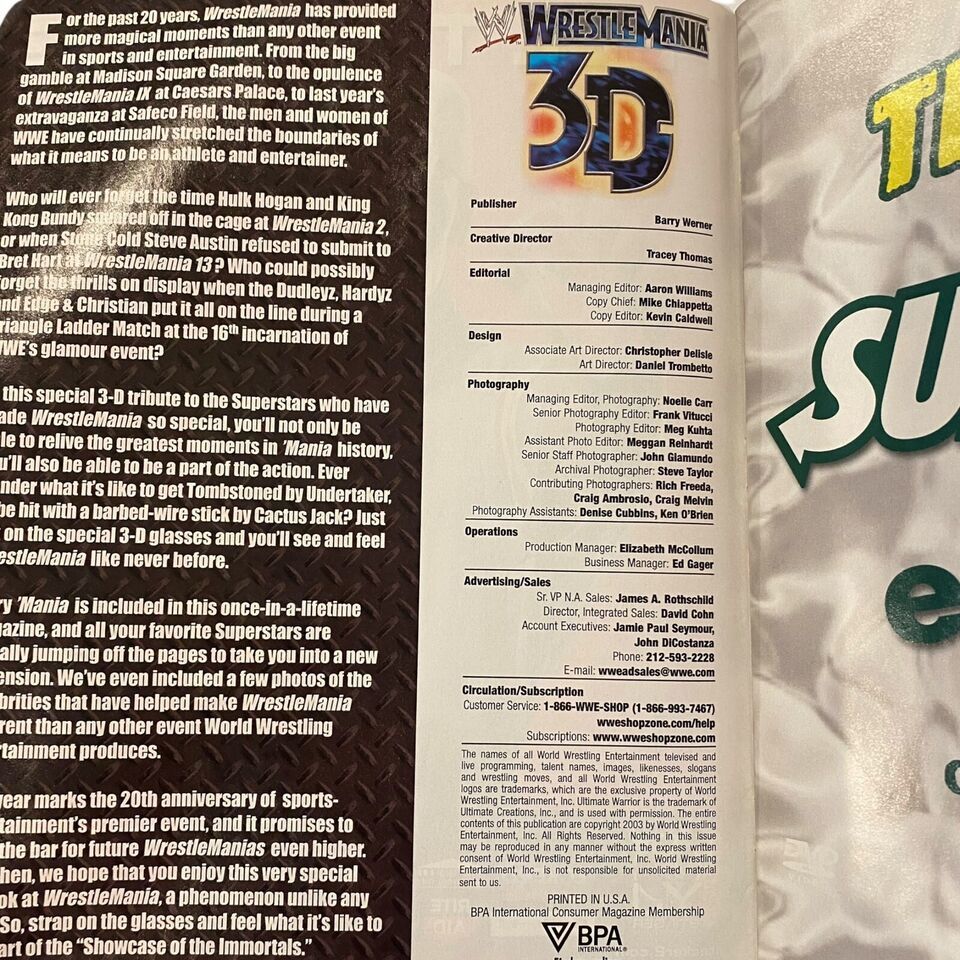 For the past 20 years, WrestleMania has provided
more magical moments than any other event
in sports and entertainment. From the big
gamble at Madison Square Garden, to the opulence
of WrestleMania IX at Caesars Palace, to last year's
extravaganza at Safeco Field, the men and women of
WWE have continually stretched the boundaries of
what it means to be an athlete and entertainer.
Who will ever forget the time Hulk Hogan and King
Kong Bundy squared off in the cage at WrestleMania 2,
or when Stone Cold Steve Austin refused to submit to
Bret Hart at WrestleMania 13? Who could possibly
forget the thrills on display when the Dudleyz, Hardyz
and Edge & Christian put it all on the line during a
riangle Ladder Match at the 16th incarnation of
WWE's glamour event?
this special 3-D tribute to the Superstars who have
ade WrestleMania so special, you'll not only be
le to relive the greatest moments in 'Mania history,
u'll also be able to be a part of the action. Ever
nder what it's like to get Tombstoned by Undertaker,
be hit with a barbed-wire stick by Cactus Jack? Just
on the special 3-D glasses and you'll see and feel
estleMania like never before.
ry 'Mania is included in this once-in-a-lifetime
gazine, and all your favorite Superstars are
ally jumping off the pages to take you into a new
ension. We've even included a few photos of the
brities that have helped make WrestleMania
rent than any other event World Wrestling
rtainment produces.
year marks the 20th anniversary of sports-
tainment's premier event, and it promises to
the bar for future WrestleManias even higher.
hen, we hope that you enjoy this very special
ok at WrestleMania, a phenomenon unlike any
So, strap on the glasses and feel what it's like to
art of the "Showcase of the Immortals."
W WRESTLEMANIA
3D
Publisher
Barry Werner
Creative Director
Tracey Thomas
Editorial
Managing Editor: Aaron Williams
Copy Chief: Mike Chiappetta
Copy Editor: Kevin Caldwell
Design
Associate Art Director: Christopher Delisle
Art Director: Daniel Trombetto
Photography
Managing Editor, Photography: Noelle Carr
Senior Photography Editor: Frank Vitucci
Photography Editor: Meg Kuhta
Assistant Photo Editor: Meggan Reinhardt
Senior Staff Photographer: John Giamundo
Archival Photographer: Steve Taylor
Contributing Photographers: Rich Freeda,
Craig Ambrosio, Craig Melvin
Photography Assistants: Denise Cubbins, Ken O'Brien
Operations
Production Manager: Elizabeth McCollum
Business Manager: Ed Gager
Advertising/Sales
Sr. VP N.A. Sales: James A. Rothschild
Director, Integrated Sales: David Cohn
Account Executives: Jamie Paul Seymour,
John DiCostanza
Phone: 212-593-2228
E-mail: wweadsales@wwe.com
Circulation/Subscription
Customer Service: 1-866-WWE-SHOP (1-866-993-7467)
wweshopzone.com/help
Subscriptions: www.wweshopzone.com
The names of all World Wrestling Entertainment televised and
live programming, talent names, images, likenesses, slogans
and wrestling moves, and all World Wrestling Entertainment
logos are trademarks, which are the exclusive property of World
Wrestling Entertainment, Inc. Ultimate Warrior is the trademark of
Ultimate Creations, Inc., and is used with permission. The entire
contents of this publication are copyright 2003 by World Wrestling
Entertainment, Inc. All Rights Reserved. Nothing in this issue
may be reproduced in any manner without the express written
consent of World Wrestling Entertainment, Inc. World Wrestling
Entertainment, Inc., is not responsible for unsolicited material
sent to us.
PRINTED IN U.S.A.
BPA International Consumer Magazine Membership
BPA
INTERNATIONAL®
SU
e